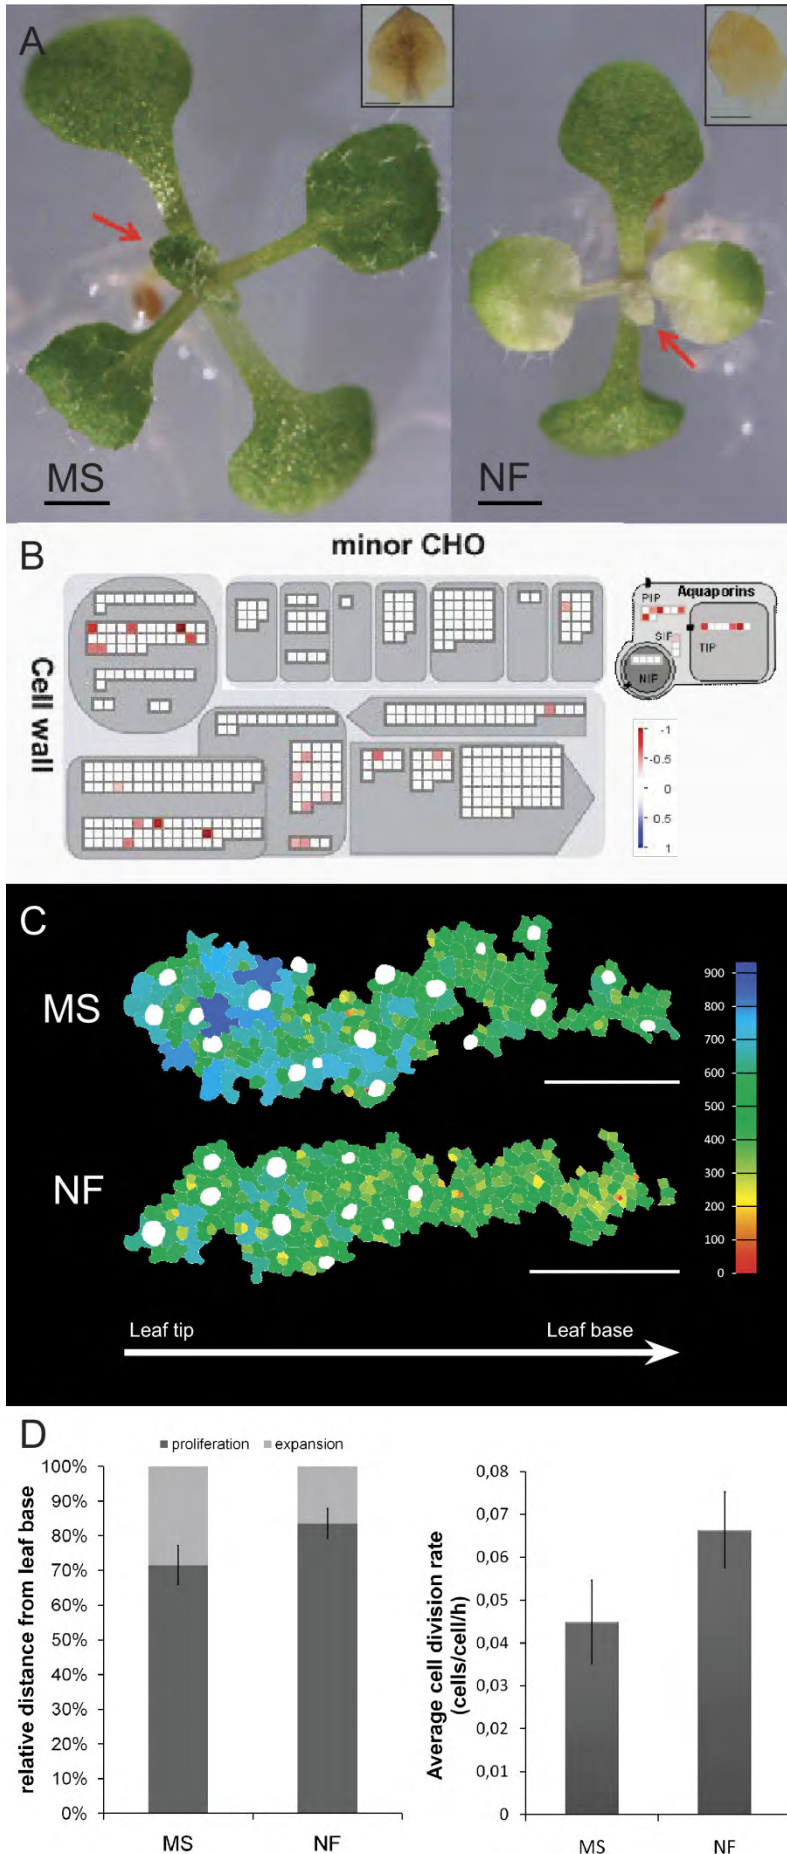 A
MS
NF
B
minor CHO
Cell wall
Aquaporins
PIP
SIP
TIP
NIP
-1
-0.5
0
0.5
1
C
MS
NF
900
800
700
600
500
400
300
200
100
0
Leaf tip
Leaf base
D
proliferation
expansion
relative distance from leaf base
100%
90%
80%
70%
60%
50%
40%
30%
20%
10%
0%
MS
NF
Average cell division rate
(cells/cell/h)
0,08
0,07
0,06
0,05
0,04
0,03
0,02
0,01
0
MS
NF